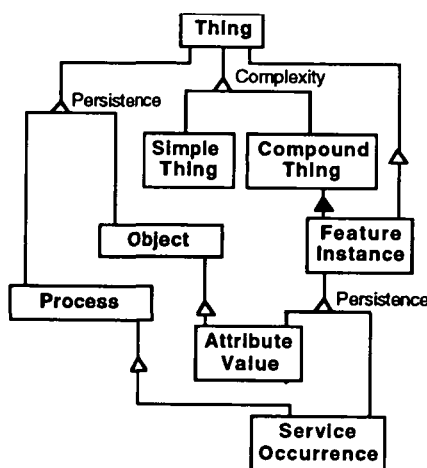 Thing
Complexity
Persistence
Simple
Thing
Compound
Thing
Object
Feature
Instance
Process
Persistence
Attribute
Value
Service
Occurrence